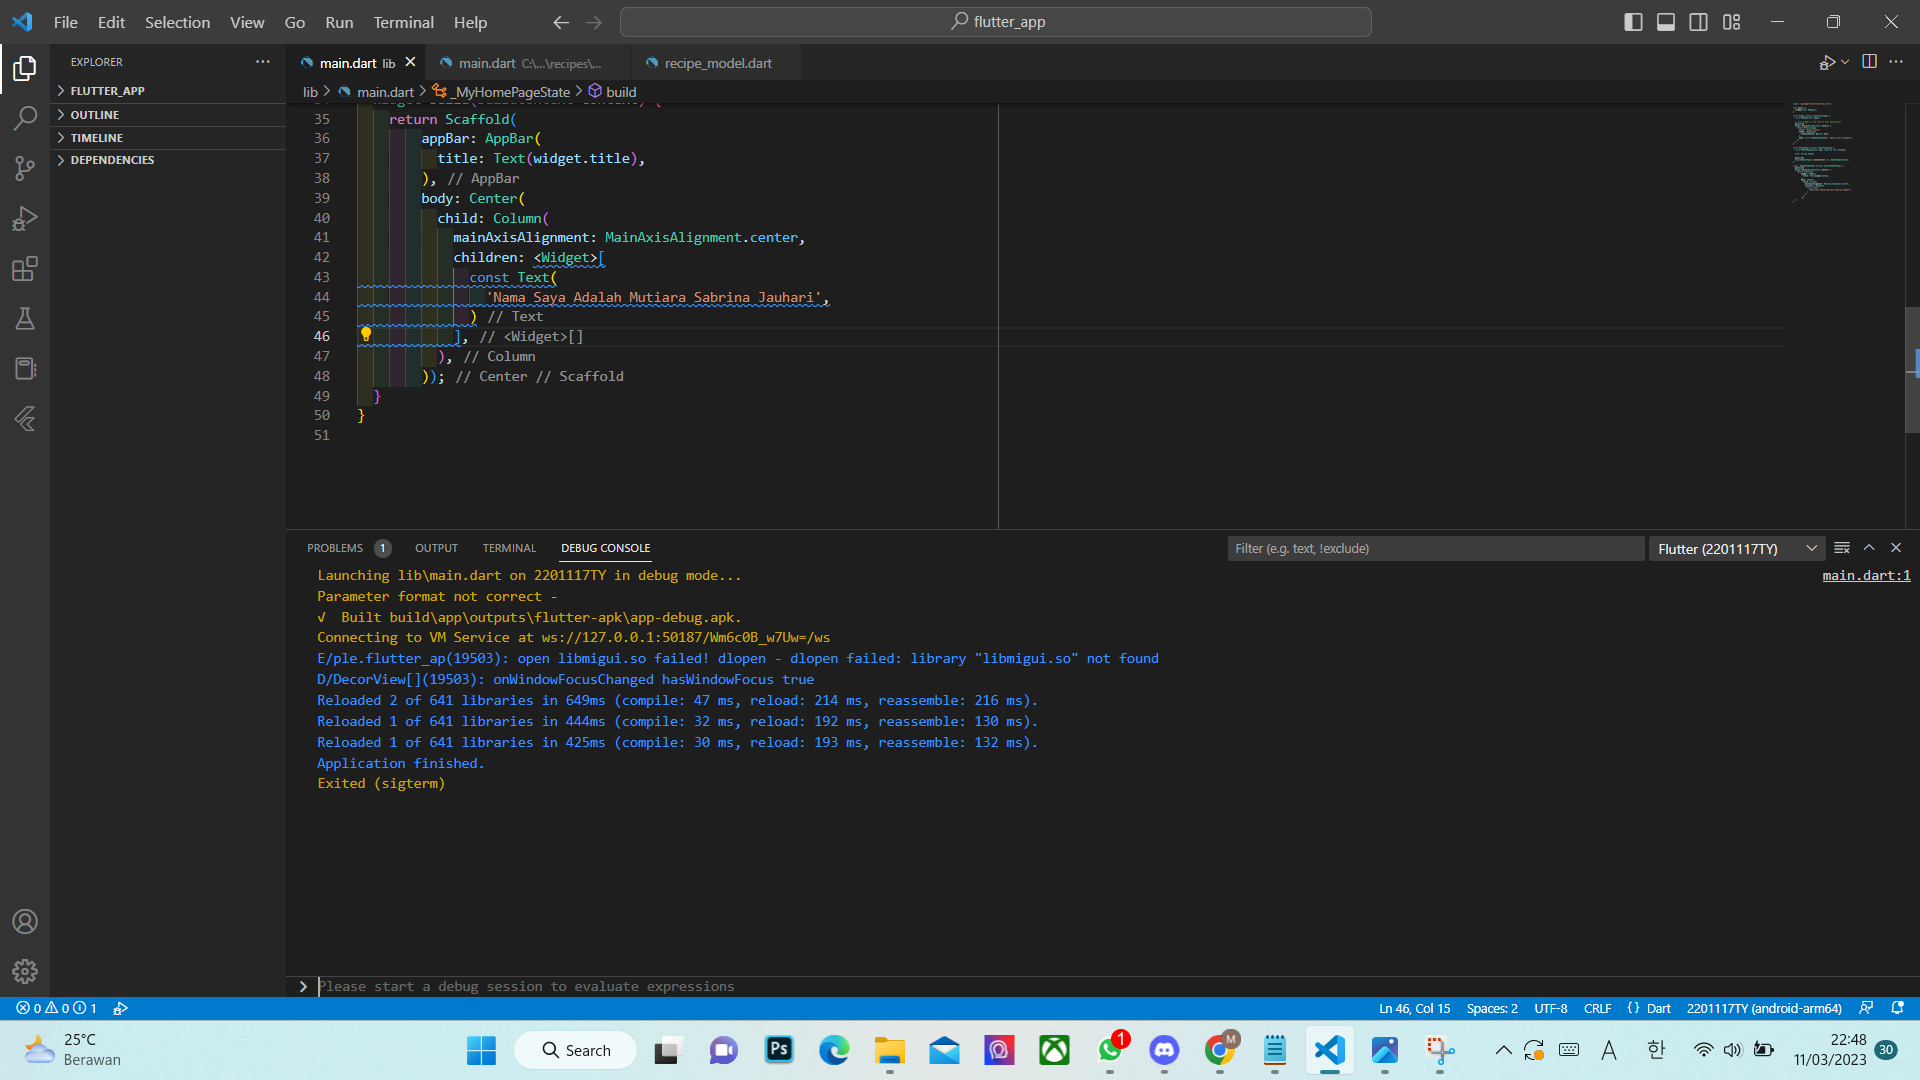 File Edit Selection View Go Run Terminal Help
flutter_app
EXPLORER
FLUTTER_APP
OUTLINE
TIMELINE
DEPENDENCIES
main.dart lib
main.dart C:\...\recipes\...
recipe_model.dart
lib > main.dart > _MyHomePageState > build
35 return Scaffold(
36 appBar: AppBar(
37 title: Text(widget.title),
38 ), // AppBar
39 body: Center(
40 child: Column(
41 mainAxisAlignment: MainAxisAlignment.center,
42 children: <Widget>[
43 const Text(
44 'Nama Saya Adalah Mutiara Sabrina Jauhari',
45 ) // Text
46 ], // <Widget>[]
47 ), // Column
48 )); // Center // Scaffold
49 }
50 }
51
PROBLEMS 1 OUTPUT TERMINAL DEBUG CONSOLE
Filter (e.g. text, !exclude)
Flutter (2201117TY)
Launching lib\main.dart on 2201117TY in debug mode...
main.dart:1
Parameter format not correct -
√ Built build\app\outputs\flutter-apk\app-debug.apk.
Connecting to VM Service at ws://127.0.0.1:50187/Wm6c0B_w7Uw=/ws
E/ple.flutter_ap(19503): open libmigui.so failed! dlopen - dlopen failed: library "libmigui.so" not found
D/DecorView[](19503): onWindowFocusChanged hasWindowFocus true
Reloaded 2 of 641 libraries in 649ms (compile: 47 ms, reload: 214 ms, reassemble: 216 ms).
Reloaded 1 of 641 libraries in 444ms (compile: 32 ms, reload: 192 ms, reassemble: 130 ms).
Reloaded 1 of 641 libraries in 425ms (compile: 30 ms, reload: 193 ms, reassemble: 132 ms).
Application finished.
Exited (sigterm)
> Please start a debug session to evaluate expressions
0 0 1
Ln 46, Col 15 Spaces: 2 UTF-8 CRLF {} Dart 2201117TY (android-arm64)
25°C
Berawan
Search
Ps
1
M
A
한
22:48
11/03/2023
30